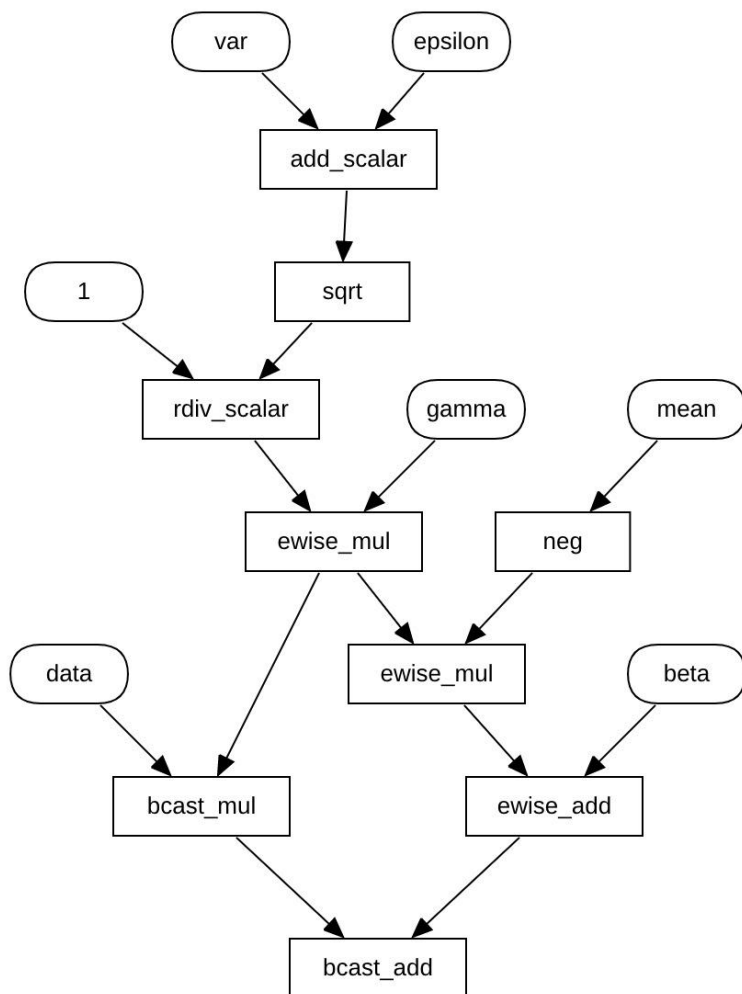 var
epsilon
add_scalar
1
sqrt
rdiv_scalar
gamma
mean
ewise_mul
neg
data
ewise_mul
beta
bcast_mul
ewise_add
bcast_add